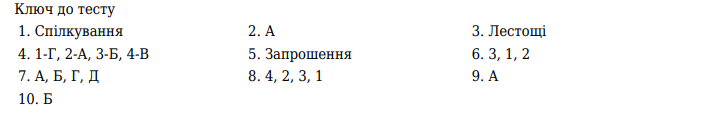 Ключ до тесту
1. Спілкування 2. А 3. Лестощі
4. 1-Г, 2-А, 3-Б, 4-В 5. Запрошення 6. 3, 1, 2
7. А, Б, Г, Д 8. 4, 2, 3, 1 9. А
10. Б